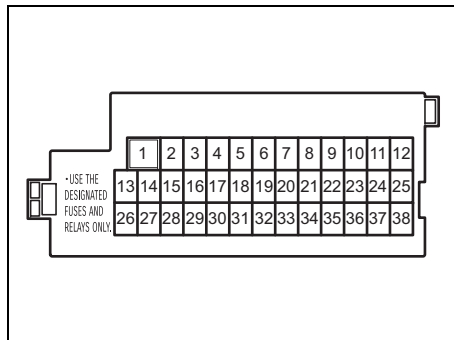 1 2 3 4 5 6 7 8 9 10 11 12
13 14 15 16 17 18 19 20 21 22 23 24 25
26 27 28 29 30 31 32 33 34 35 36 37 38
•USE THE
DESIGNATED
FUSES AND
RELAYS ONLY.